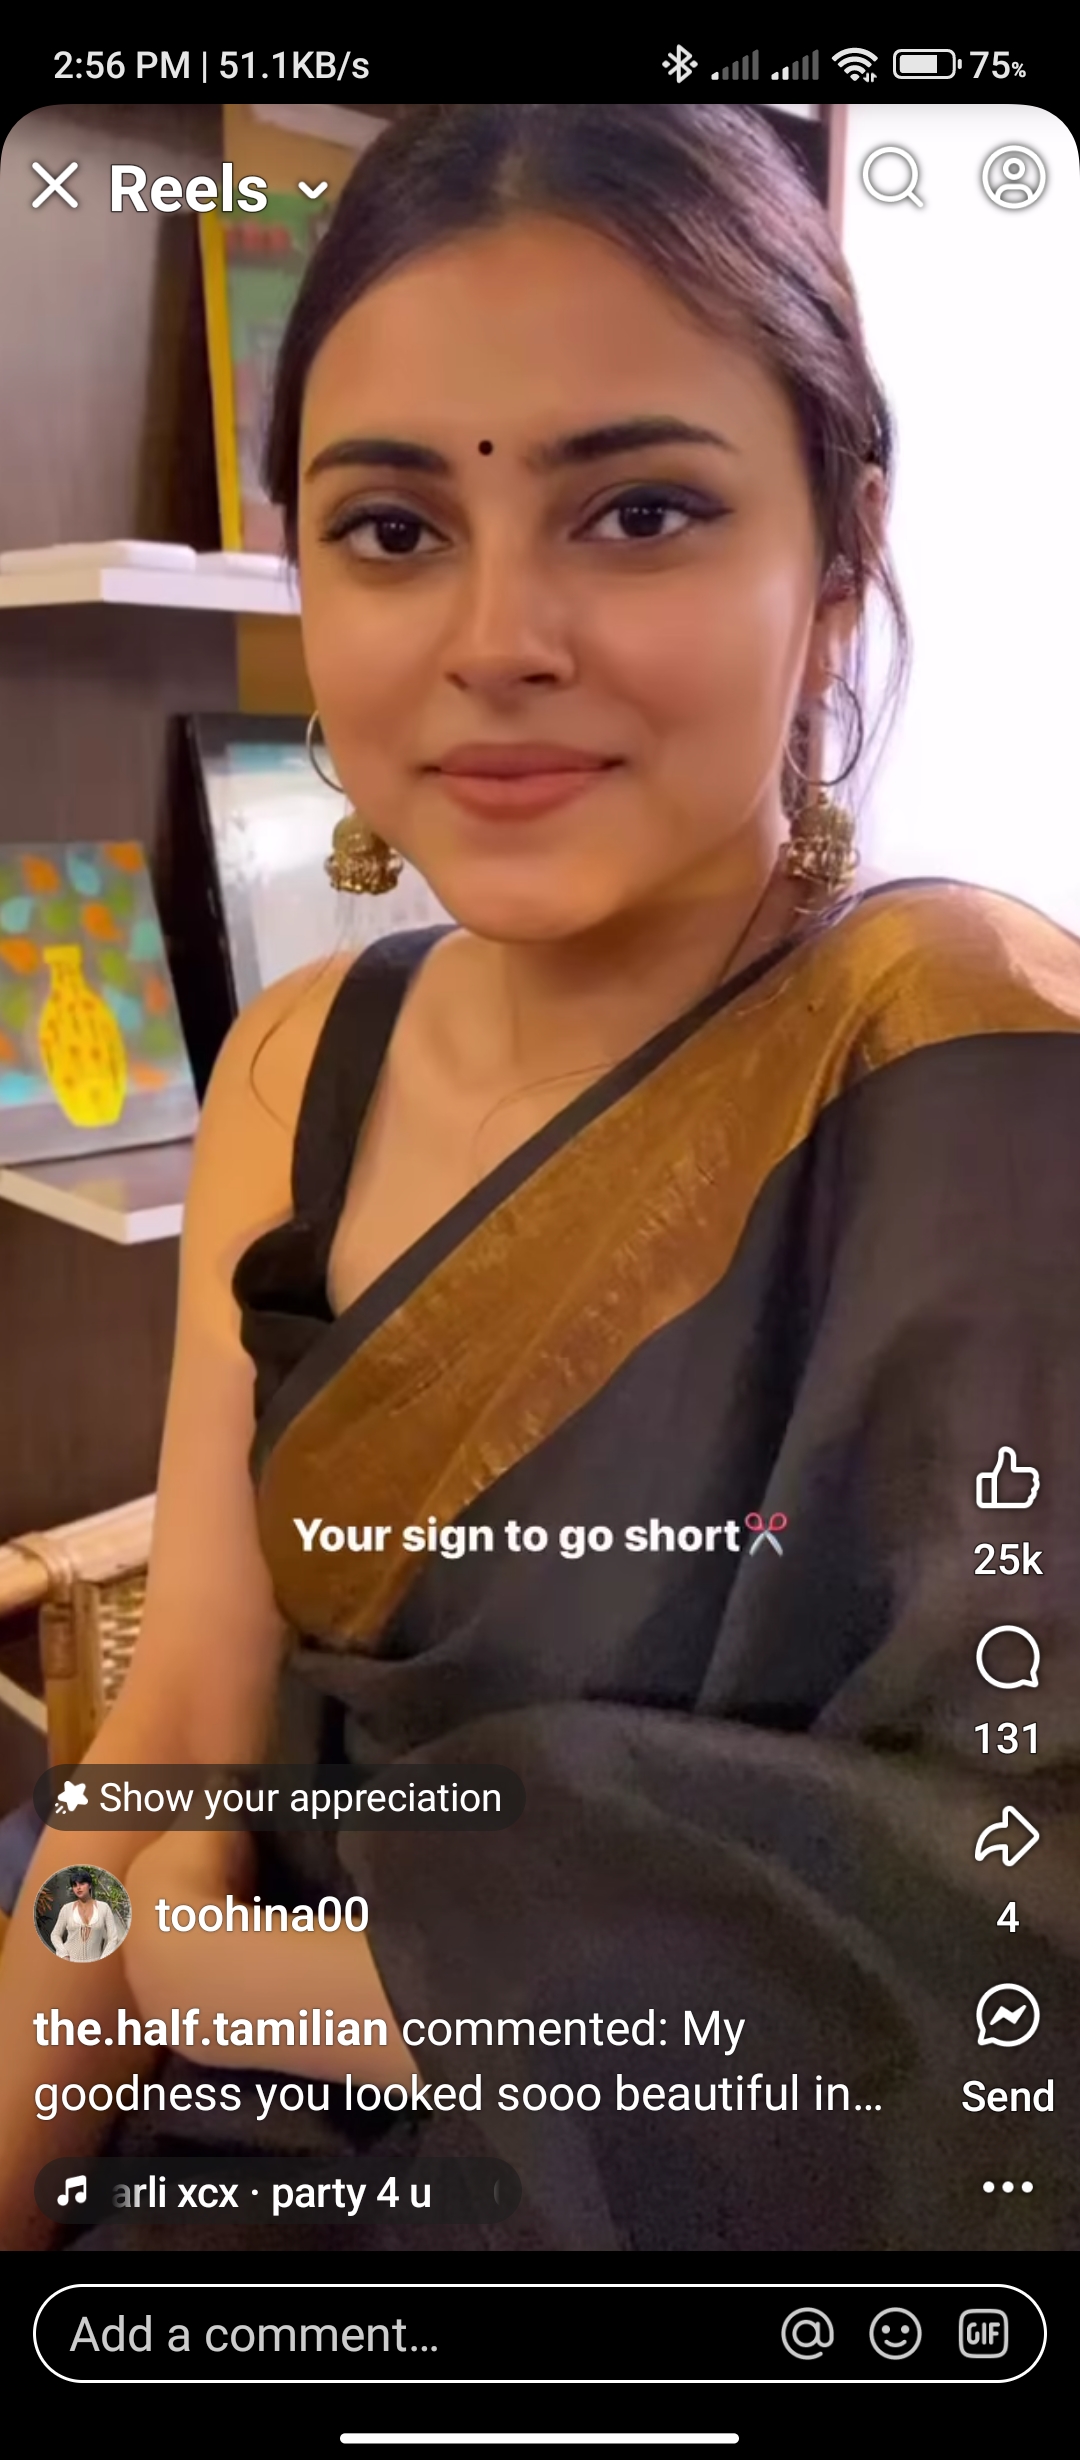 2:56 PM | 51.1KB/s 75%
Reels
Your sign to go short✂️
25k
131
Show your appreciation
toohina00
4
the.half.tamilian commented: My
goodness you looked sooo beautiful in...
Send
arli xcx · party 4 u
Add a comment...
GIF